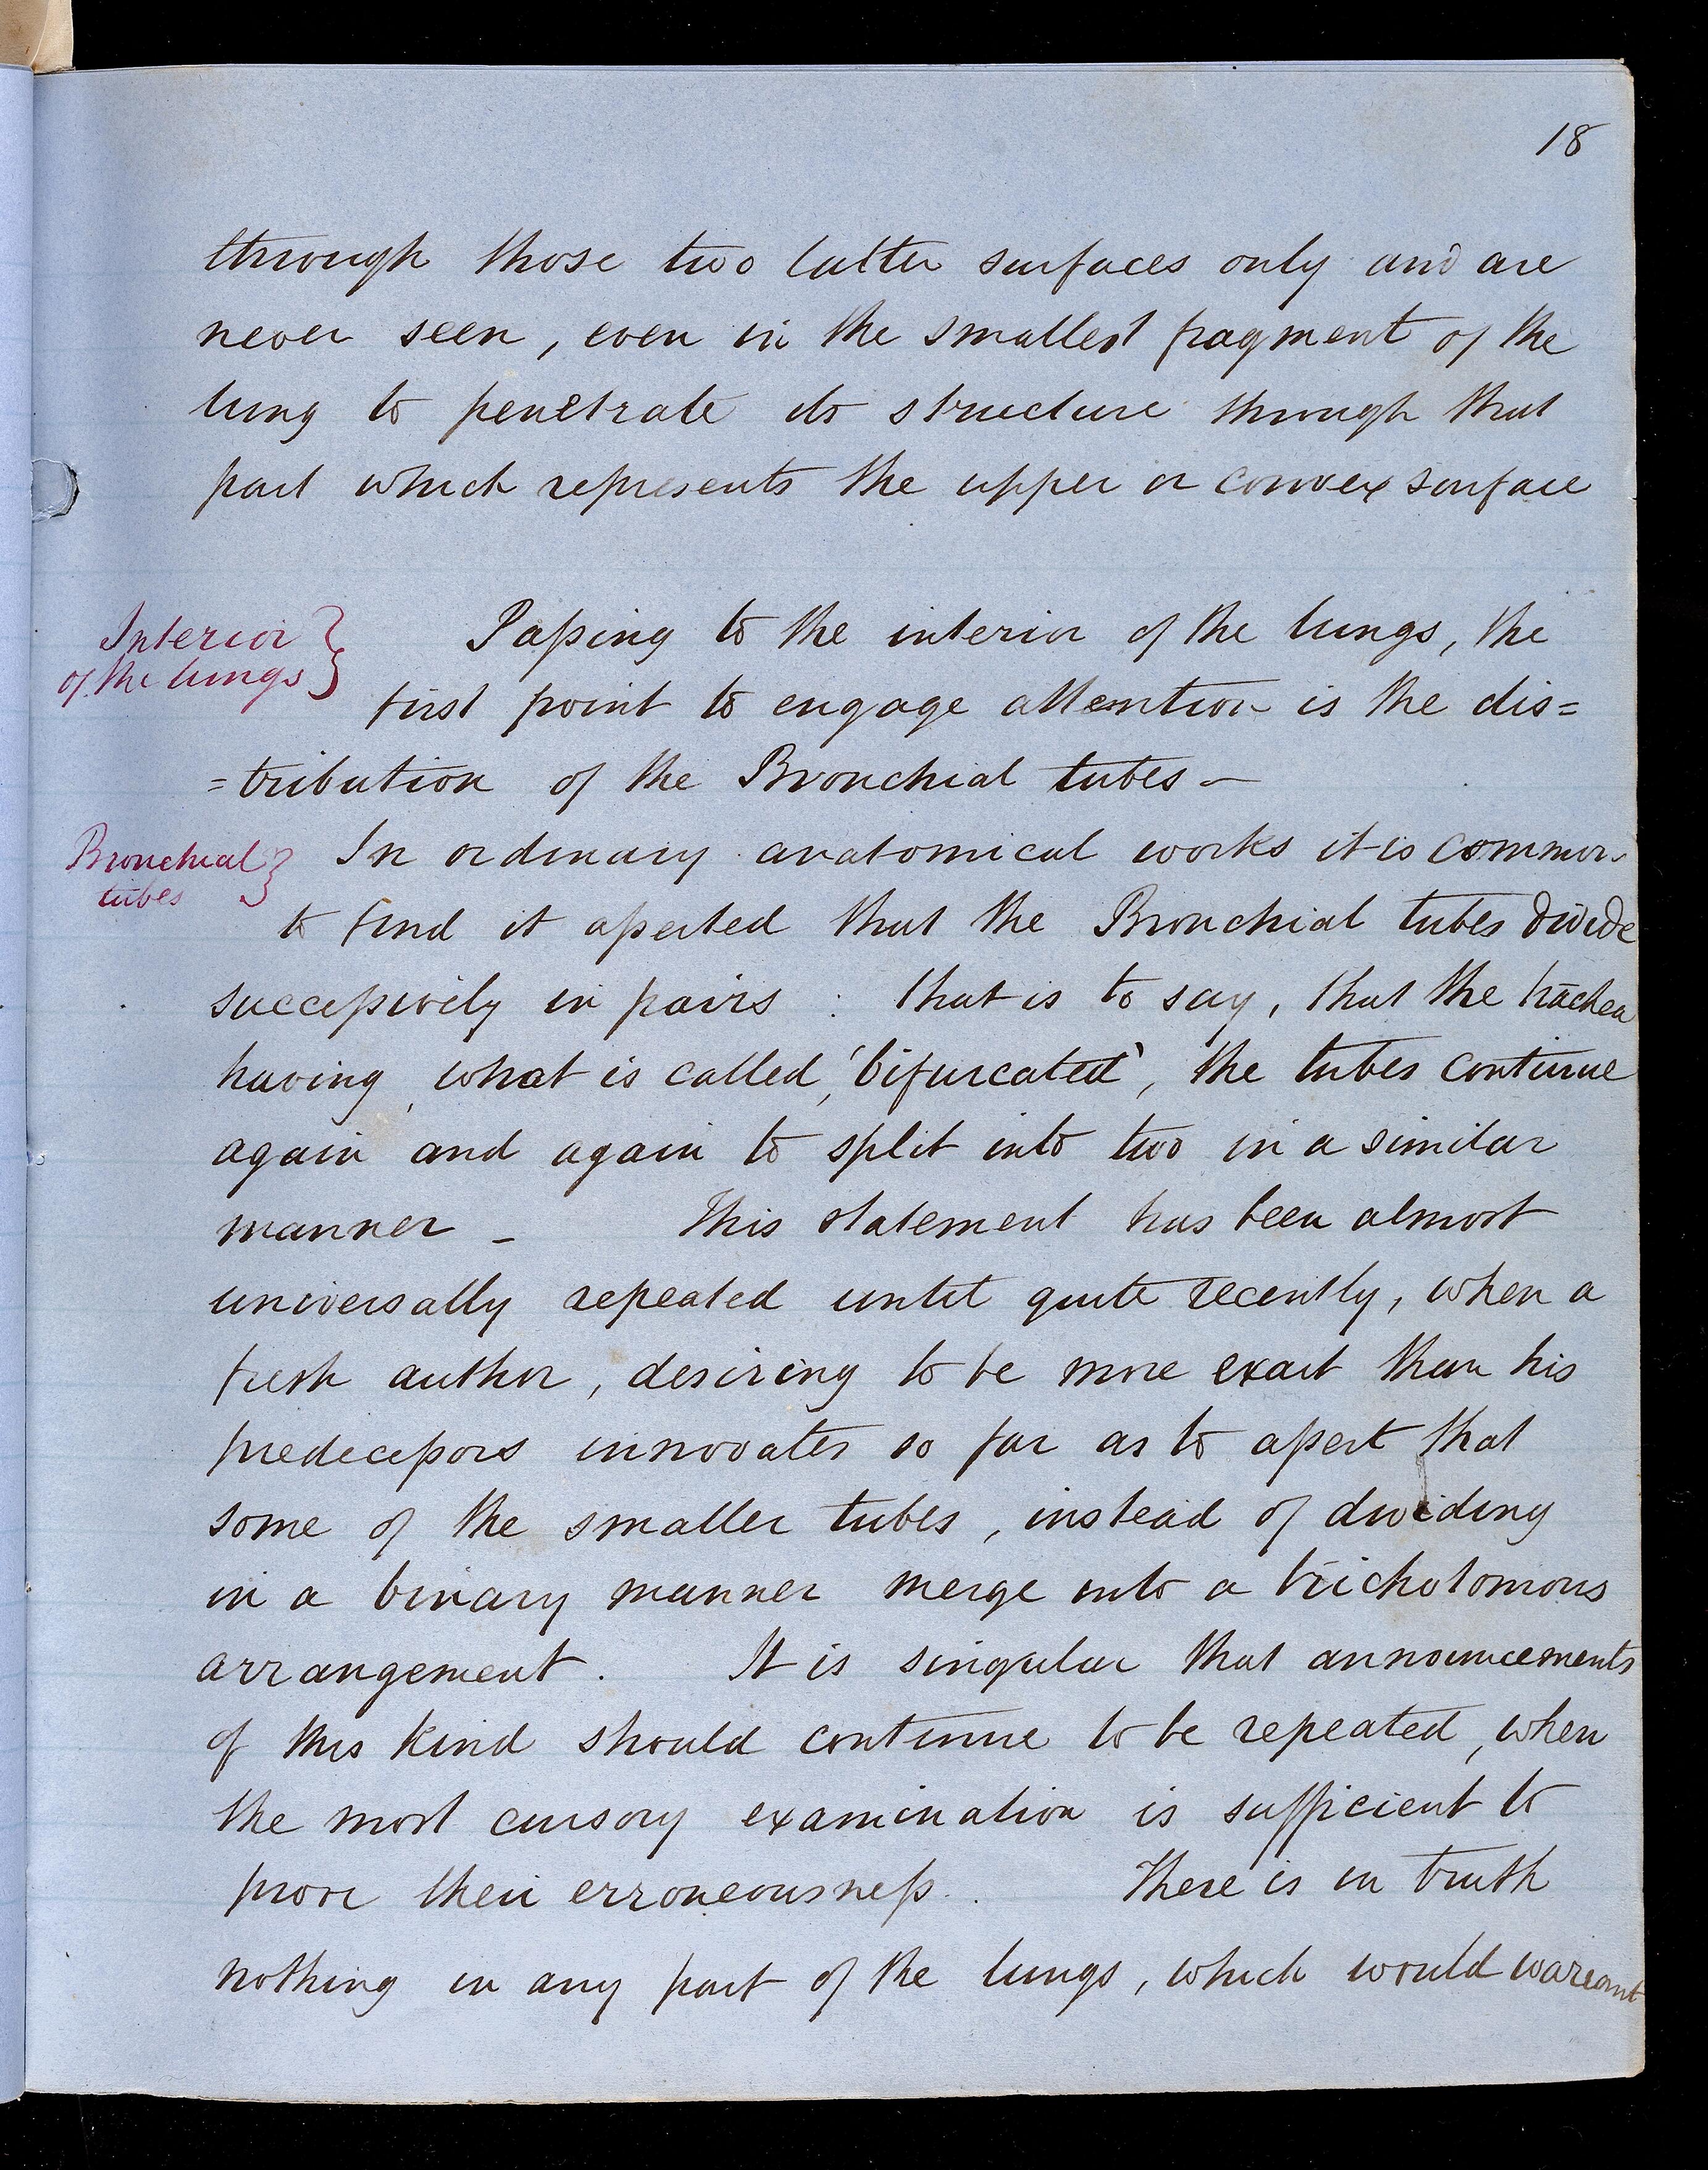 18
through those two latter surfaces only and are
never seen, even in the smallest fragment of the
lung to penetrate its structure through that
part which represents the upper or convex surface
Interior
of the lungs
Passing to the interior of the lungs, the
first point to engage attention is the dis=
=tribution of the Bronchial tubes -
Bronchial
tubes
In ordinary anatomical works it is common
to find it asserted that the Bronchial tubes divide
successively in pairs : that is to say, that the trachea
having, what is called, 'bifurcated', the tubes continue
again and again to split into two in a similar
manner - This statement has been almost
universally repeated until quite recently, when a
fresh author, desiring to be more exact than his
predecessors innovates so far as to assert that
some of the smaller tubes, instead of dividing
in a binary manner merge into a trichotomous
arrangement. It is singular that announcements
of this kind should continue to be repeated, when
the most cursory examination is sufficient to
prove their erroneousness. There is in truth
nothing in any part of the lungs, which would warrant